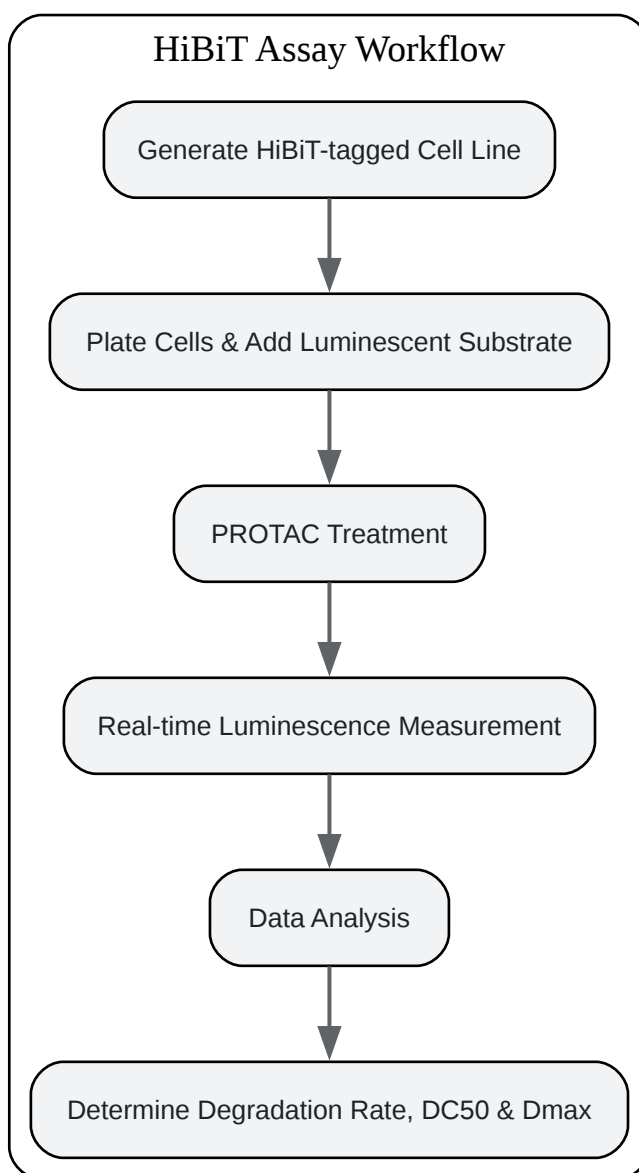 HiBiT Assay Workflow
Generate HiBiT-tagged Cell Line
Plate Cells & Add Luminescent Substrate
PROTAC Treatment
Real-time Luminescence Measurement
Data Analysis
Determine Degradation Rate, DC50 & Dmax